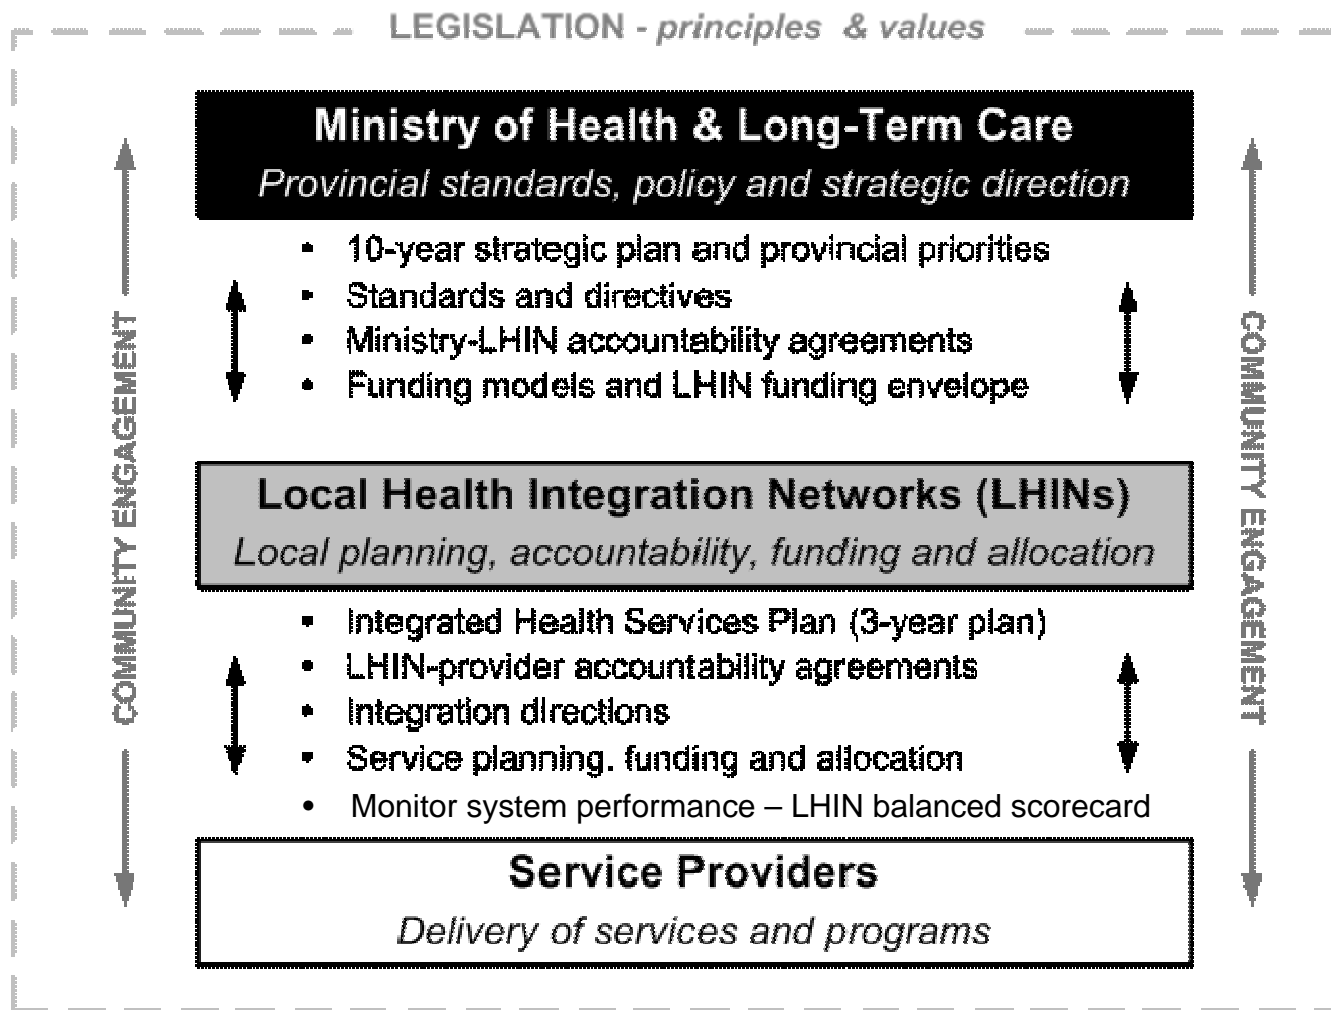 LEGISLATION - principles & values
Ministry of Health & Long-Term Care
Provincial standards, policy and strategic direction
• 10-year strategic plan and provincial priorities
• Standards and directives
• Ministry-LHIN accountability agreements
• Funding models and LHIN funding envelope
COMMUNITY ENGAGEMENT
COMMUNITY ENGAGEMENT
Local Health Integration Networks (LHINs)
Local planning, accountability, funding and allocation
• Integrated Health Services Plan (3-year plan)
• LHIN-provider accountability agreements
• Integration directions
• Service planning. funding and allocation
• Monitor system performance – LHIN balanced scorecard
Service Providers
Delivery of services and programs